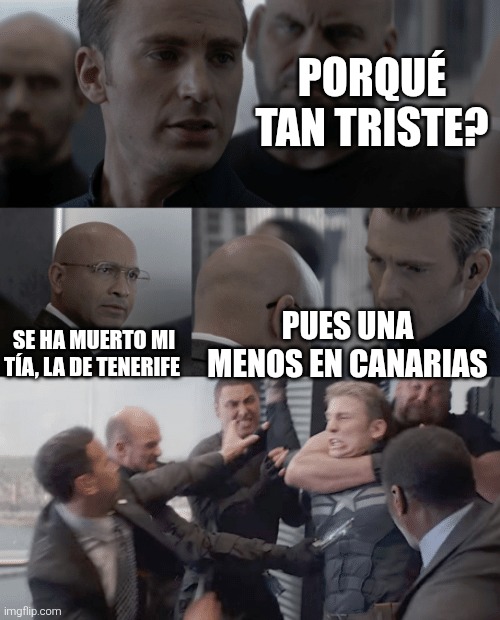 PORQUÉ
TAN TRISTE?
SE HA MUERTO MI
TÍA, LA DE TENERIFE
PUES UNA
MENOS EN CANARIAS
imgflip.com